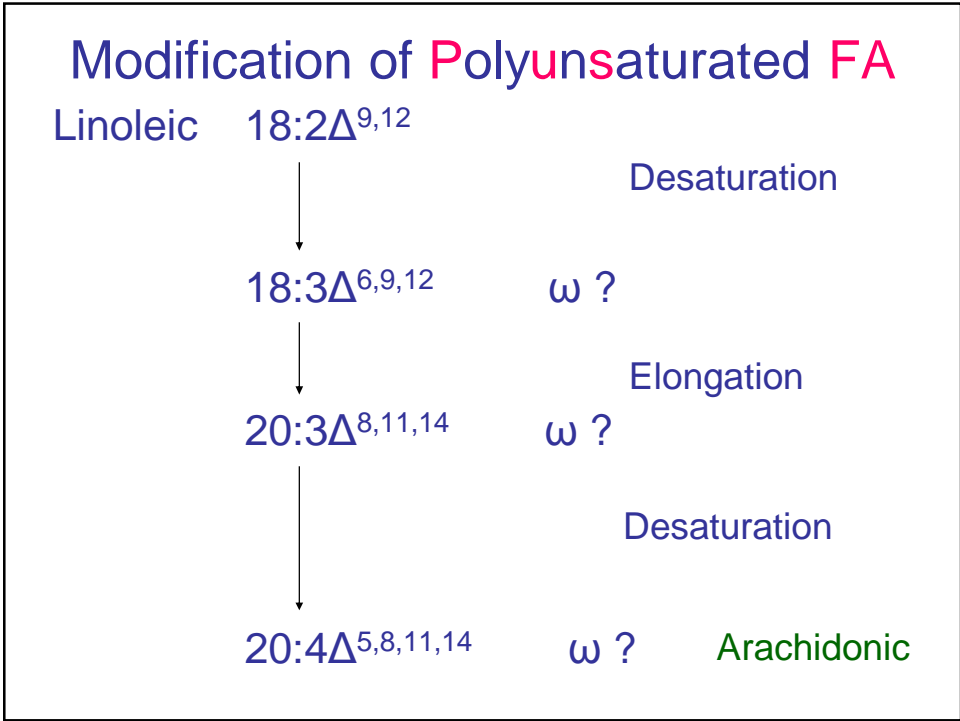 Modification of Polyunsaturated FA
Linoleic 18:2Δ9,12
Desaturation
18:3Δ6,9,12 ω ?
Elongation
20:3Δ8,11,14 ω ?
Desaturation
20:4Δ5,8,11,14 ω ? Arachidonic